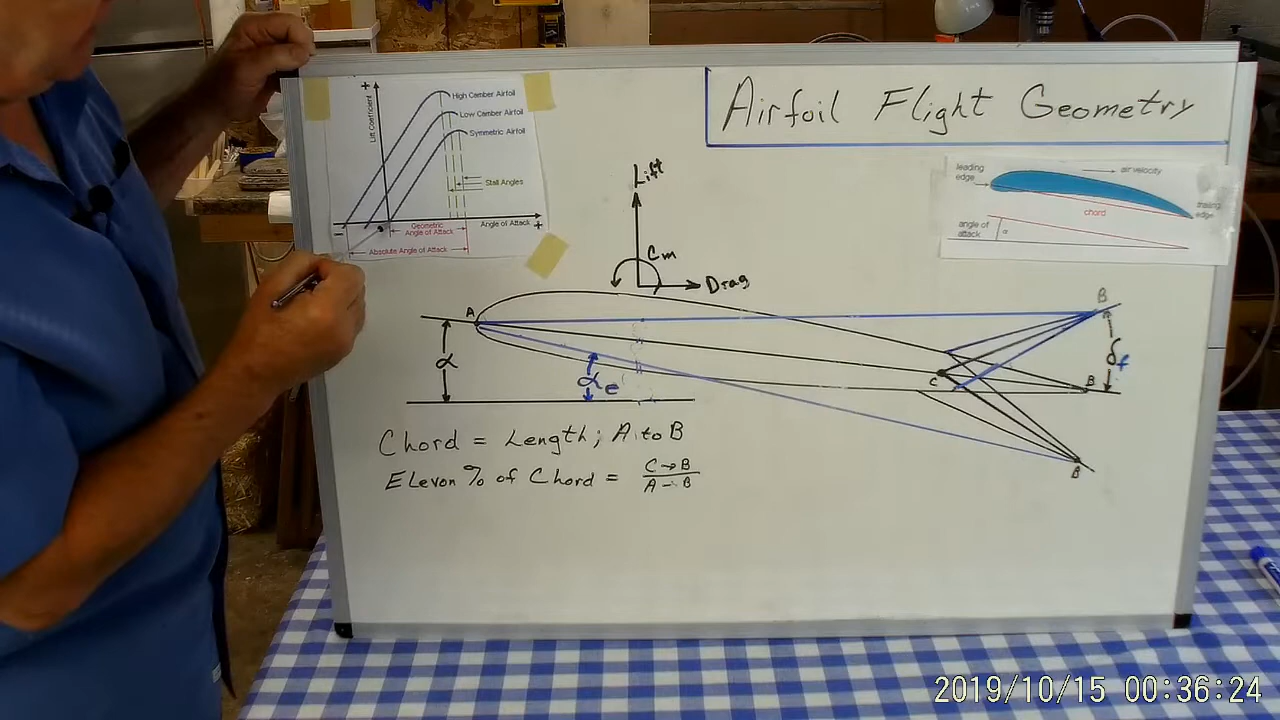 Airfoil Flight Geometry
+
Lift Coefficient
High Camber Airfoil
Low Camber Airfoil
Symmetric Airfoil
Stall Angles
Geometric
Angle of Attack
Angle of Attack
−
+
Absolute Angle of Attack
leading
edge
air velocity
chord
trailing
edge
angle of
attack
α
Lift
Cm
Drag
A
B
δf
α
αe
C
B
B
Chord = Length; A to B
Elevon % of Chord = C→B
A→B
2019/10/15 00:36:24